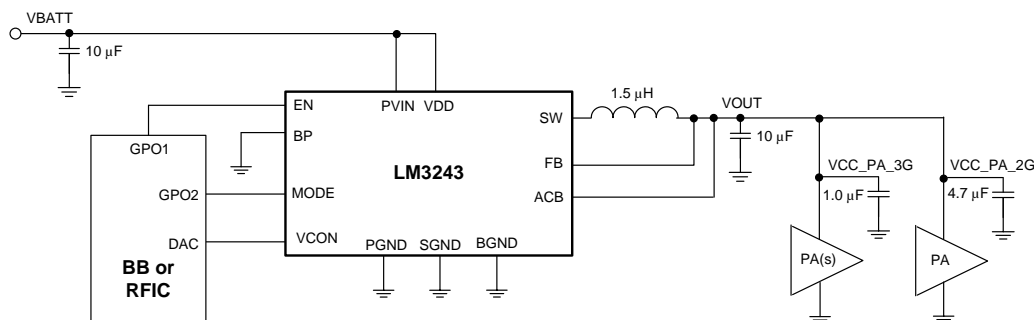 VBATT
10 μF
EN
PVIN
VDD
BP
SW
1.5 μH
VOUT
10 μF
GPO1
FB
LM3243
GPO2
MODE
ACB
VCC_PA_3G
1.0 μF
VCC_PA_2G
4.7 μF
DAC
VCON
PGND
SGND
BGND
BB or
RFIC
PA(s)
PA